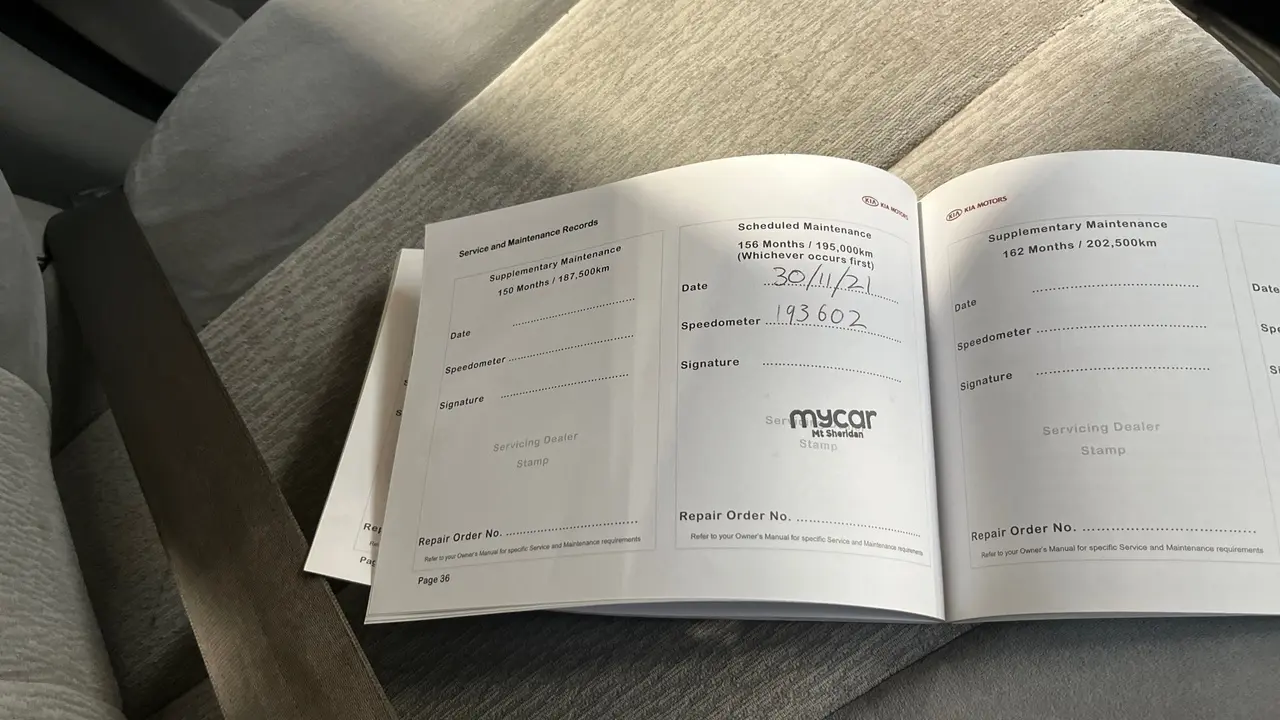 Service and Maintenance Records
Supplementary Maintenance
150 Months / 187,500km
Date
Speedometer
Signature
Servicing Dealer
Stamp
Repair Order No.
Refer to your Owner's Manual for specific Service and Maintenance requirements
Page 36
KIA KIA MOTORS
Scheduled Maintenance
156 Months / 195,000km
(Whichever occurs first)
Date 30/11/21
Speedometer 193602
Signature
mycar
Mt Sheridan
Stamp
Repair Order No.
Refer to your Owner's Manual for specific Service and Maintenance requirements
KIA KIA MOTORS
Supplementary Maintenance
162 Months / 202,500km
Date
Speedometer
Signature
Servicing Dealer
Stamp
Repair Order No.
Refer to your Owner's Manual for specific Service and Maintenance requirements
Date